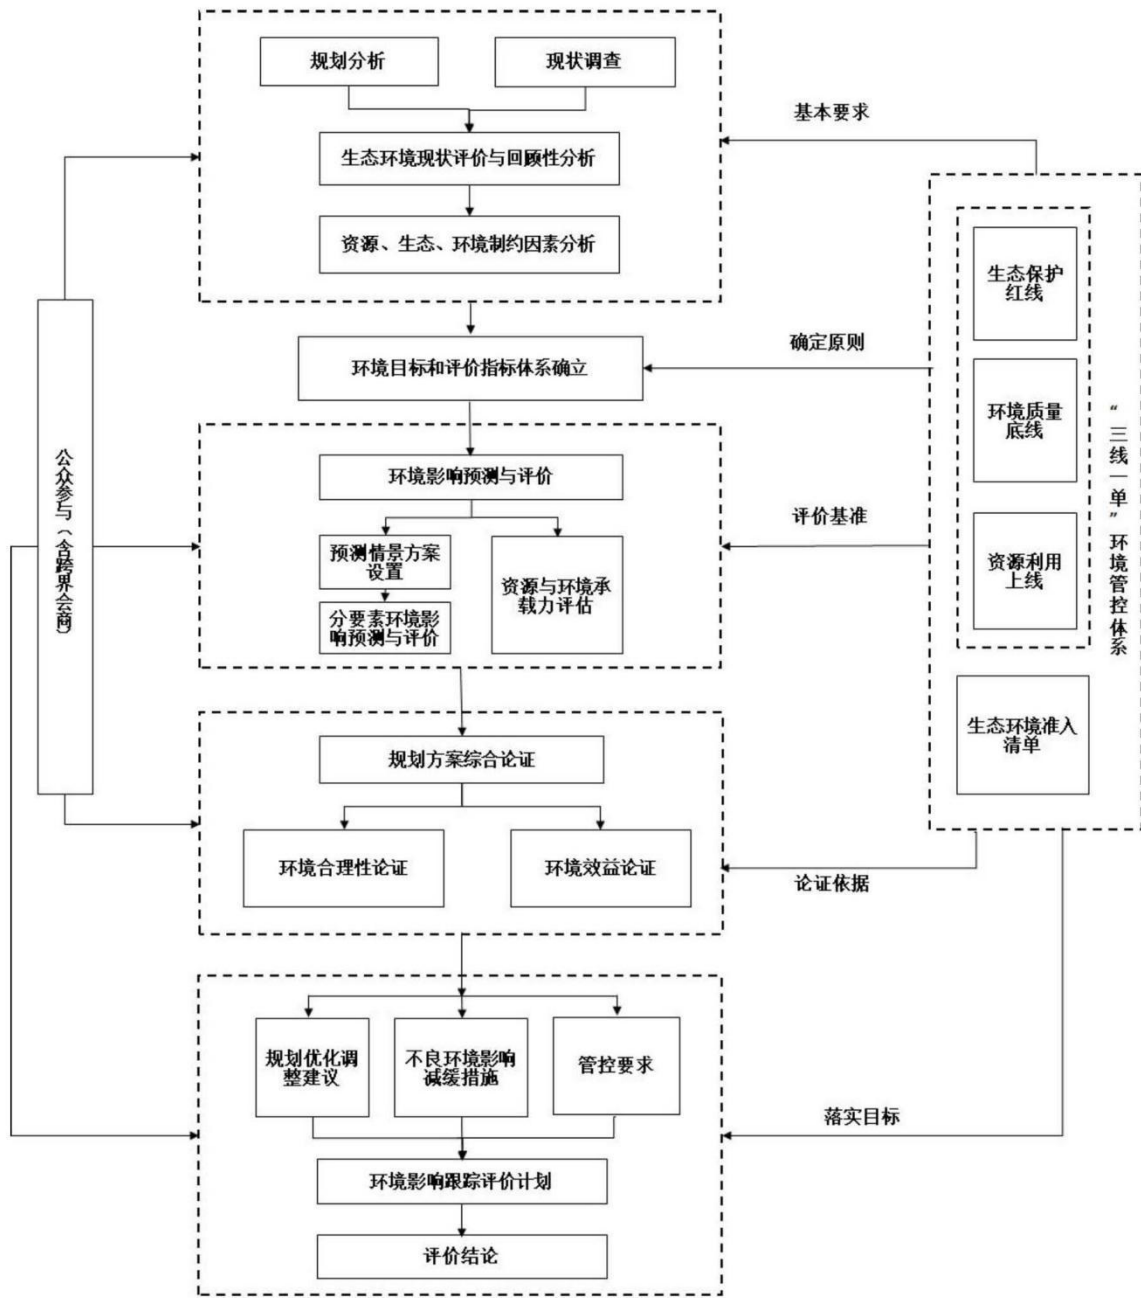 规划分析
现状调查
基本要求
生态环境现状评价与回顾性分析
资源、生态、环境制约因素分析
生态保护
红线
确定原则
环境目标和评价指标体系确立
环境质量
底线
“三线一单”环境管控体系
公众参与（含跨界会商）
环境影响预测与评价
评价基准
预测情景方案
设置
资源与环境承
载力评估
资源利用
上线
分要素环境影
响预测与评价
生态环境准入
清单
规划方案综合论证
环境合理性论证
环境效益论证
论证依据
规划优化调
整建议
不良环境影响
减缓措施
管控要求
落实目标
环境影响跟踪评价计划
评价结论